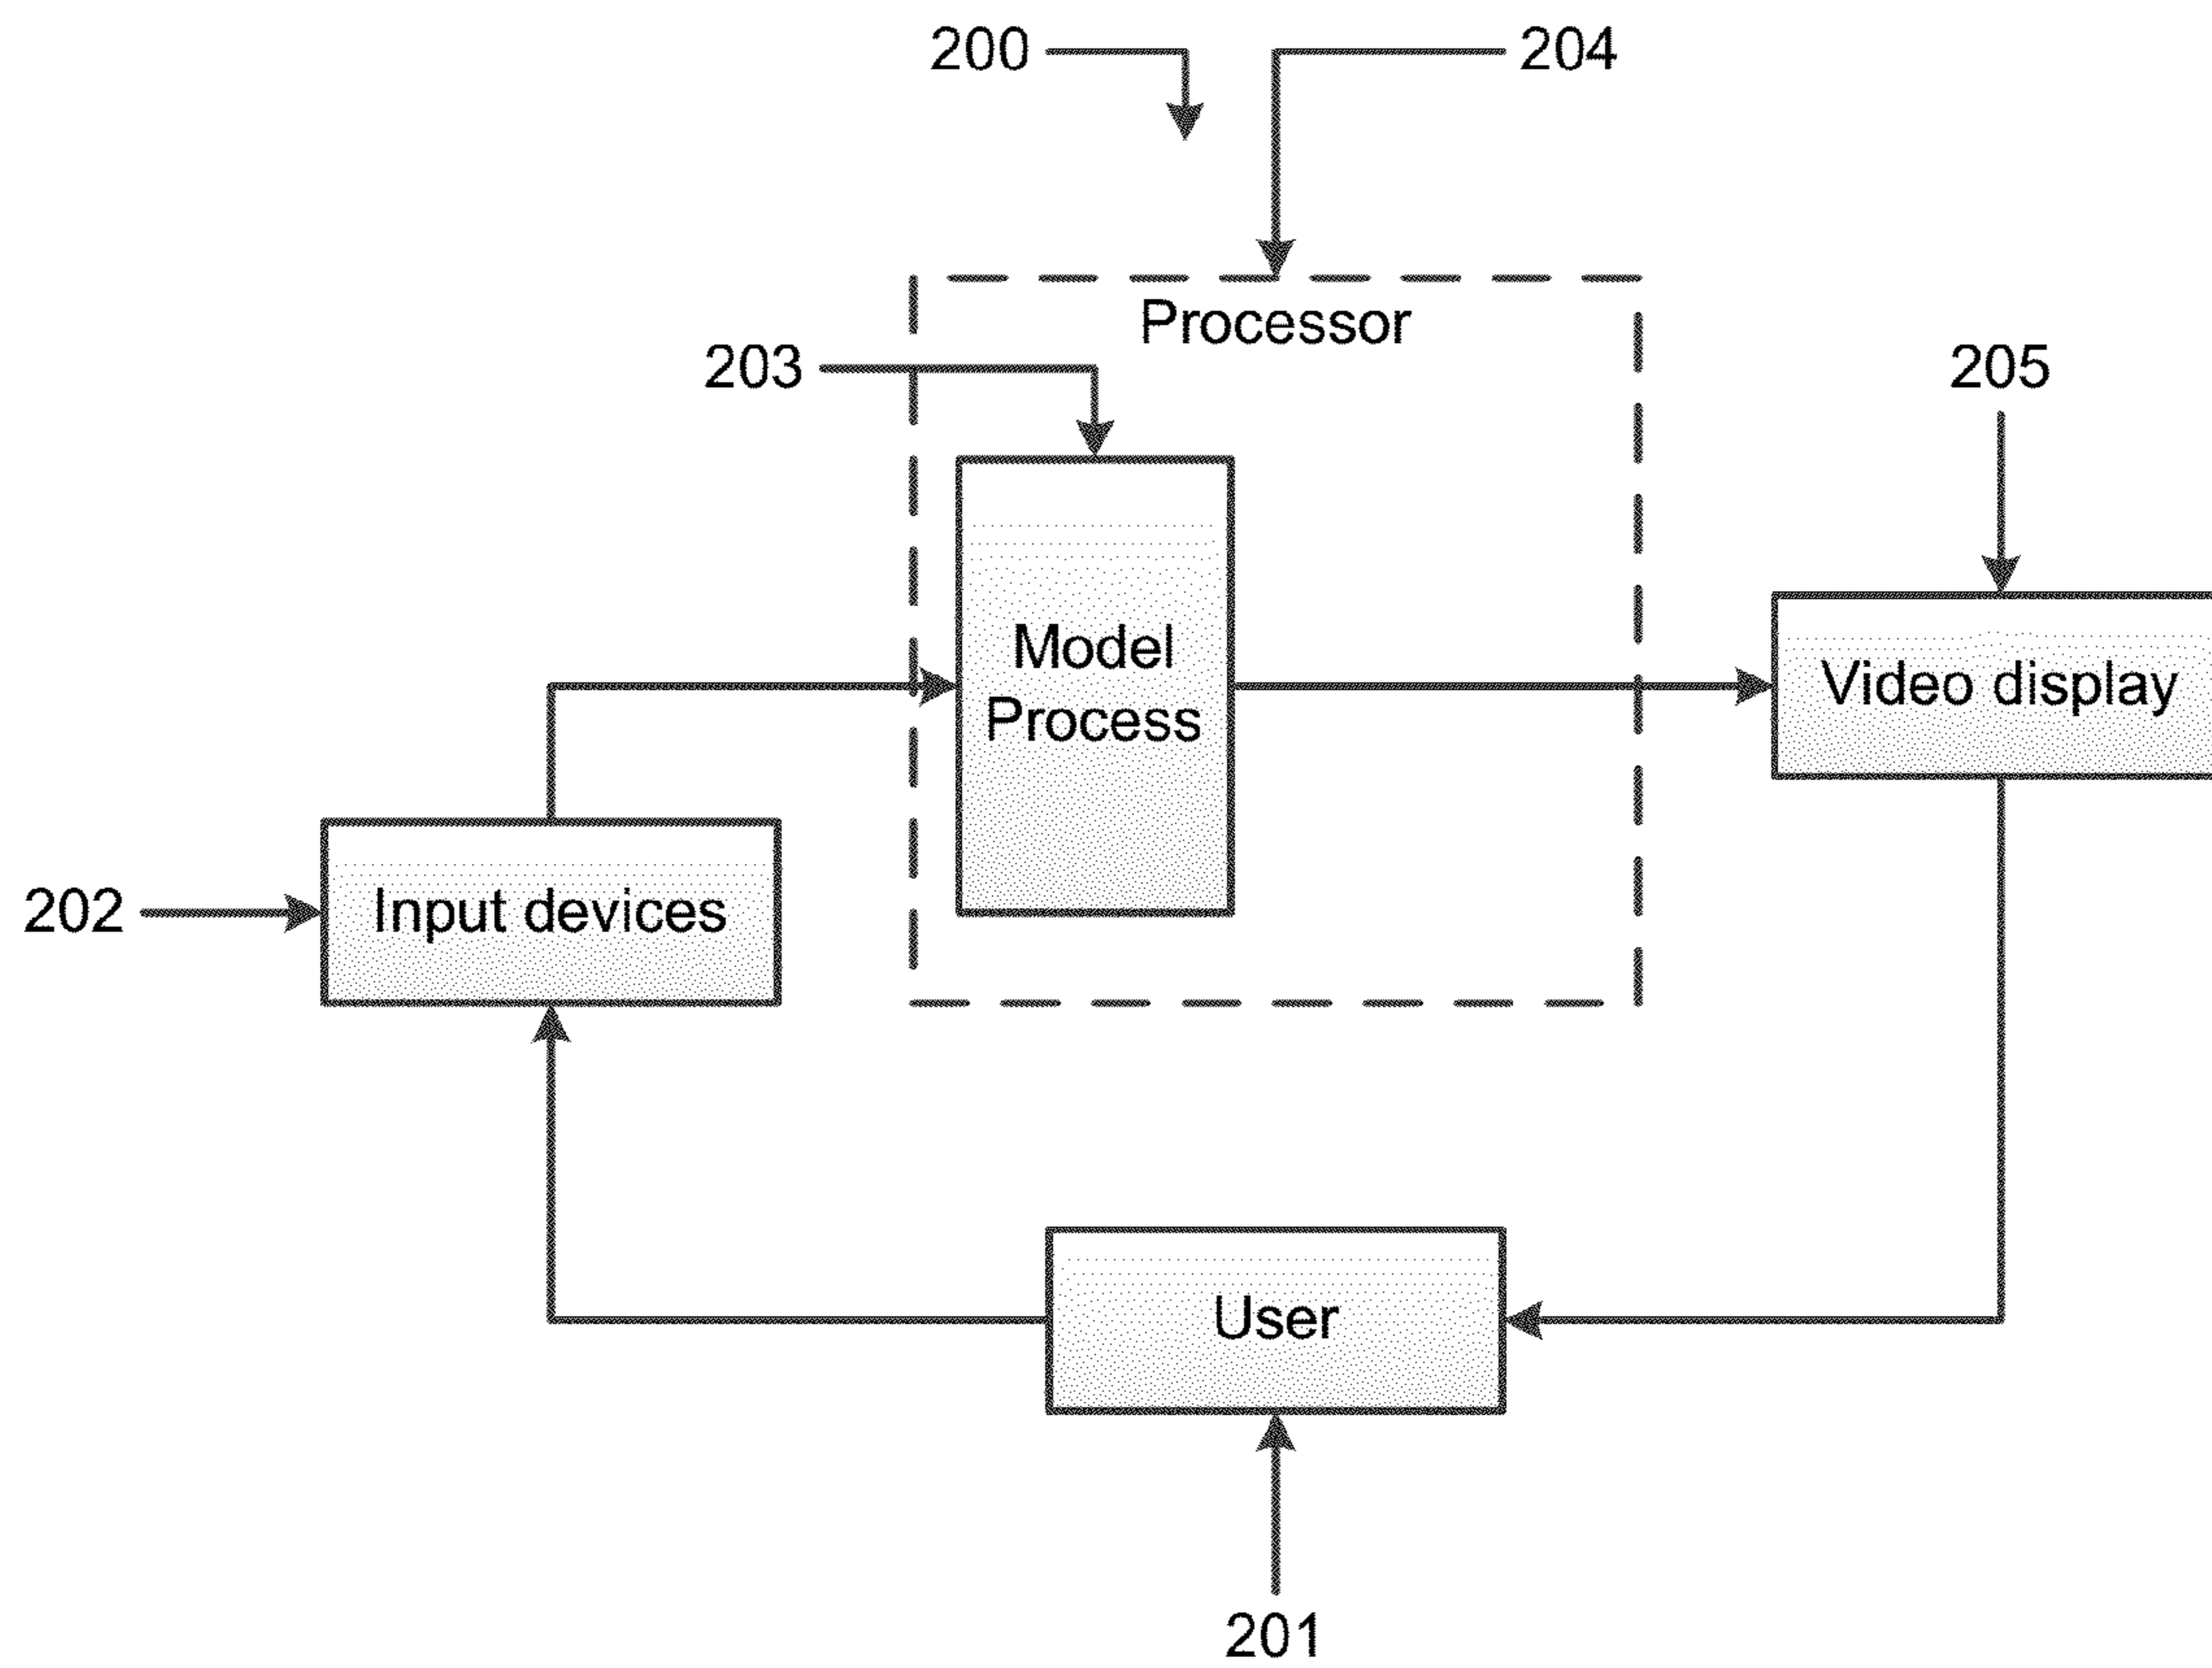 200
204
Processor
203
205
Model
Process
Video display
202
Input devices
User
201